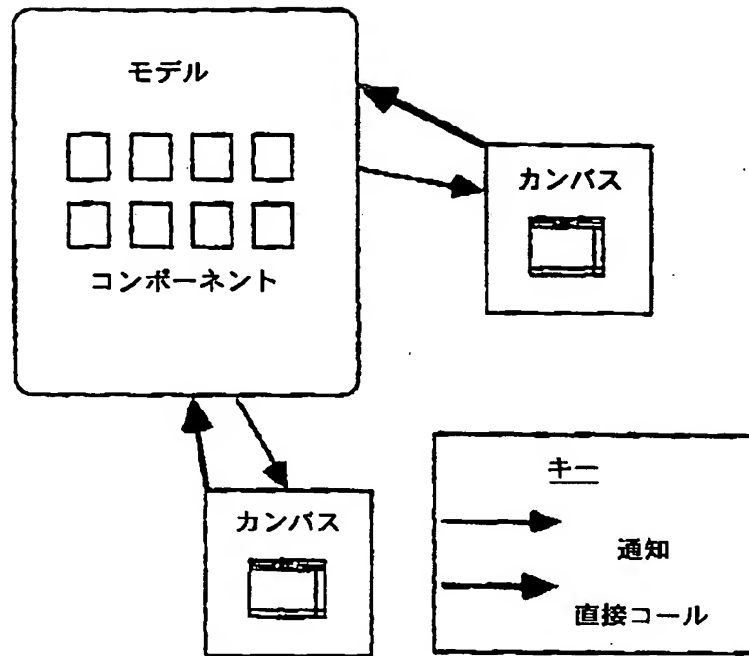 モデル
コンポーネント
カンバス
カンバス
キー
通知
直接コール